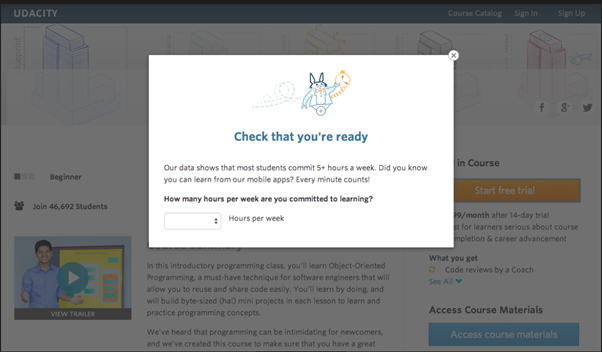 UDACITY
Course Catalog Sign In Sign Up
Check that you're ready
Our data shows that most students commit 5+ hours a week. Did you know
you can learn from our mobile apps? Every minute counts!
How many hours per week are you committed to learning?
Hours per week
Beginner
Join 46,692 Students
VIEW TRAILER
In this introductory programming class, you'll learn Object-Oriented
Programming, a must-have technique for software engineers that will
allow you to reuse and share code easily. You'll learn by doing, and
will build byte-sized (ha!) mini projects in each lesson to learn and
practice programming concepts.
We've heard that programming can be intimidating for newcomers,
and we've created this course to make sure that you have a great
in Course
Start free trial
99/month after 14-day trial
st for learners serious about course
mpletion & career advancement
What you get
Code reviews by a Coach
See All
Access Course Materials
Access course materials